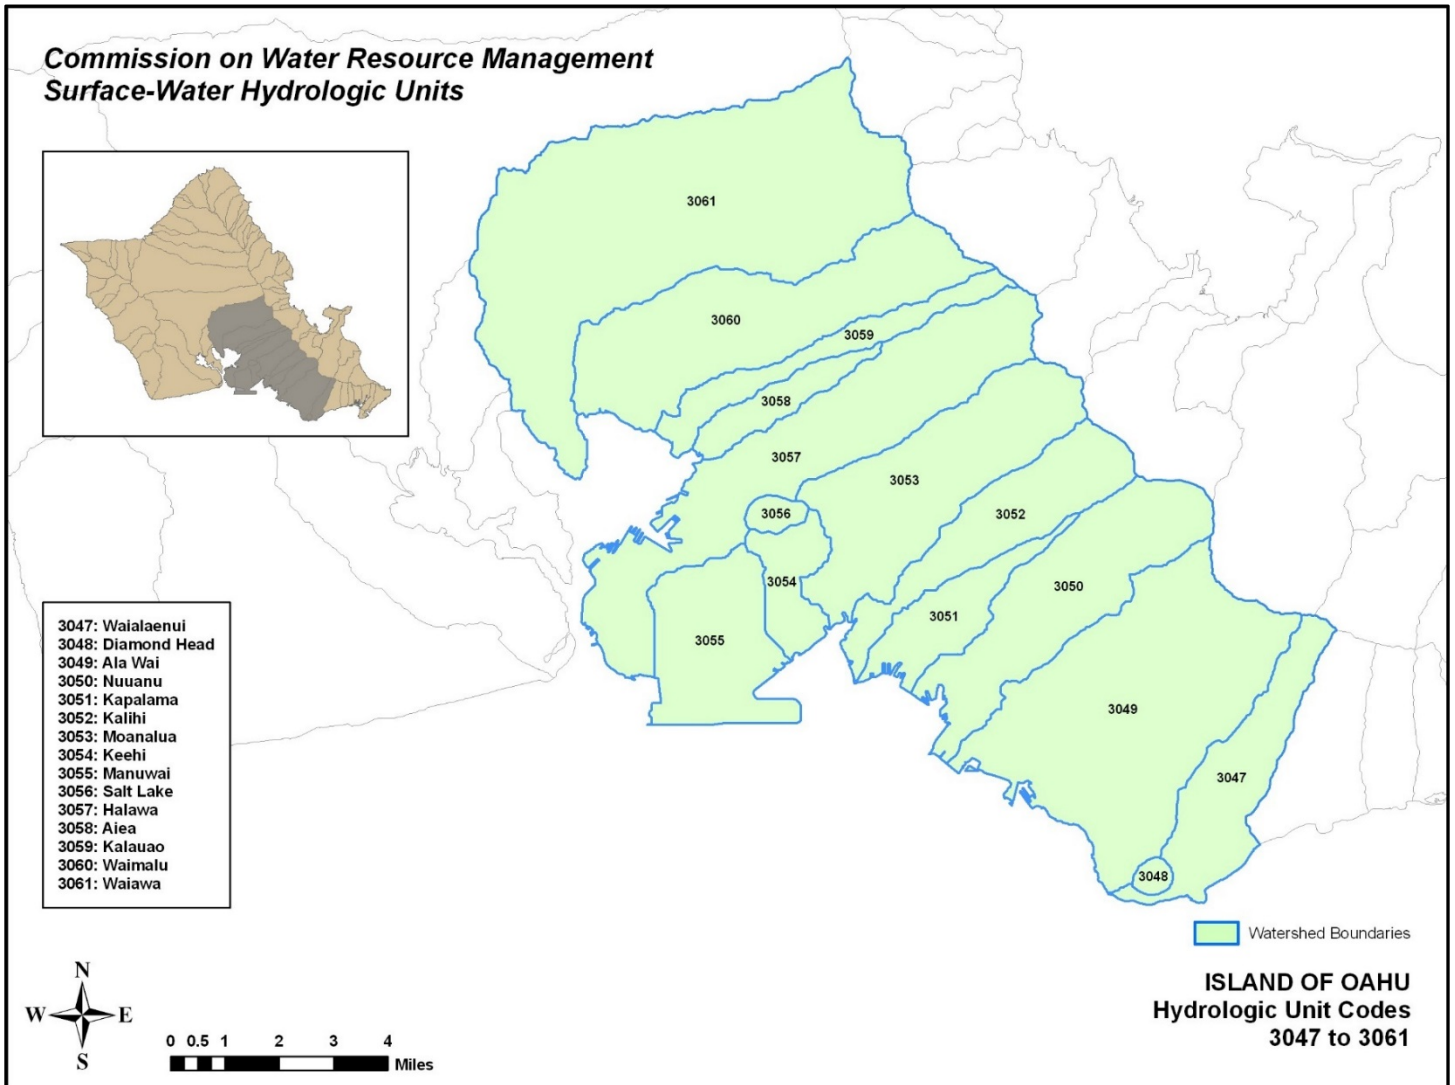 Commission on Water Resource Management
Surface-Water Hydrologic Units
3061
3060
3059
3058
3057
3053
3056
3052
3054
3050
3051
3055
3049
3047
3048
3047: Waialaenui
3048: Diamond Head
3049: Ala Wai
3050: Nuuanu
3051: Kapalama
3052: Kalihi
3053: Moanalua
3054: Keehi
3055: Manuwai
3056: Salt Lake
3057: Halawa
3058: Aiea
3059: Kalauao
3060: Waimalu
3061: Waiawa
Watershed Boundaries
ISLAND OF OAHU
Hydrologic Unit Codes
3047 to 3061
N
W E
S
0 0.5 1 2 3 4
Miles